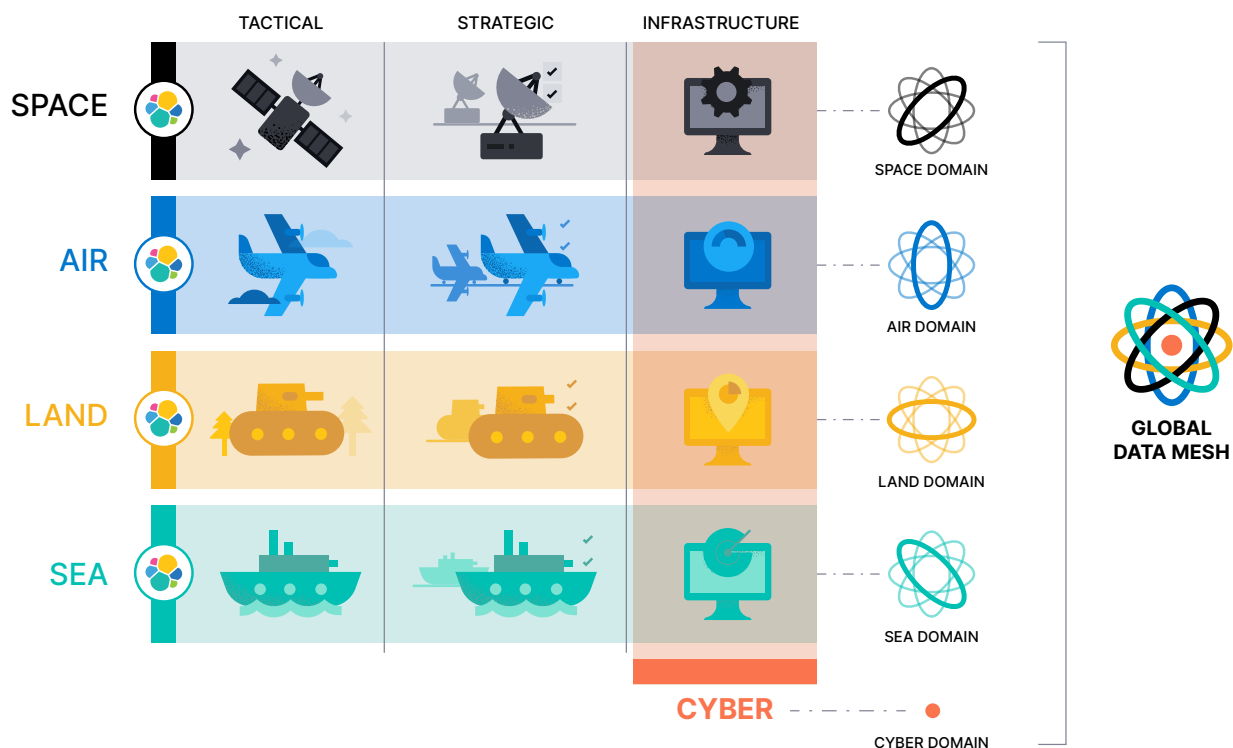 TACTICAL STRATEGIC INFRASTRUCTURE
SPACE
SPACE DOMAIN
AIR
AIR DOMAIN
LAND
LAND DOMAIN
GLOBAL
DATA MESH
SEA
SEA DOMAIN
CYBER
CYBER DOMAIN